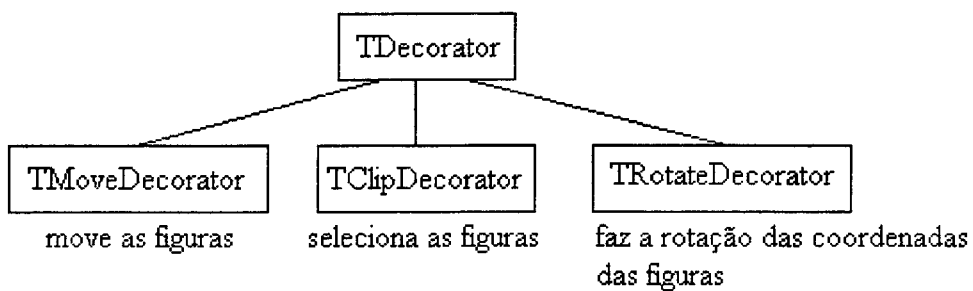 TDecorator
TMoveDecorator
TClipDecorator
TRotateDecorator
move as figuras
seleciona as figuras
faz a rotação das coordenadas
das figuras